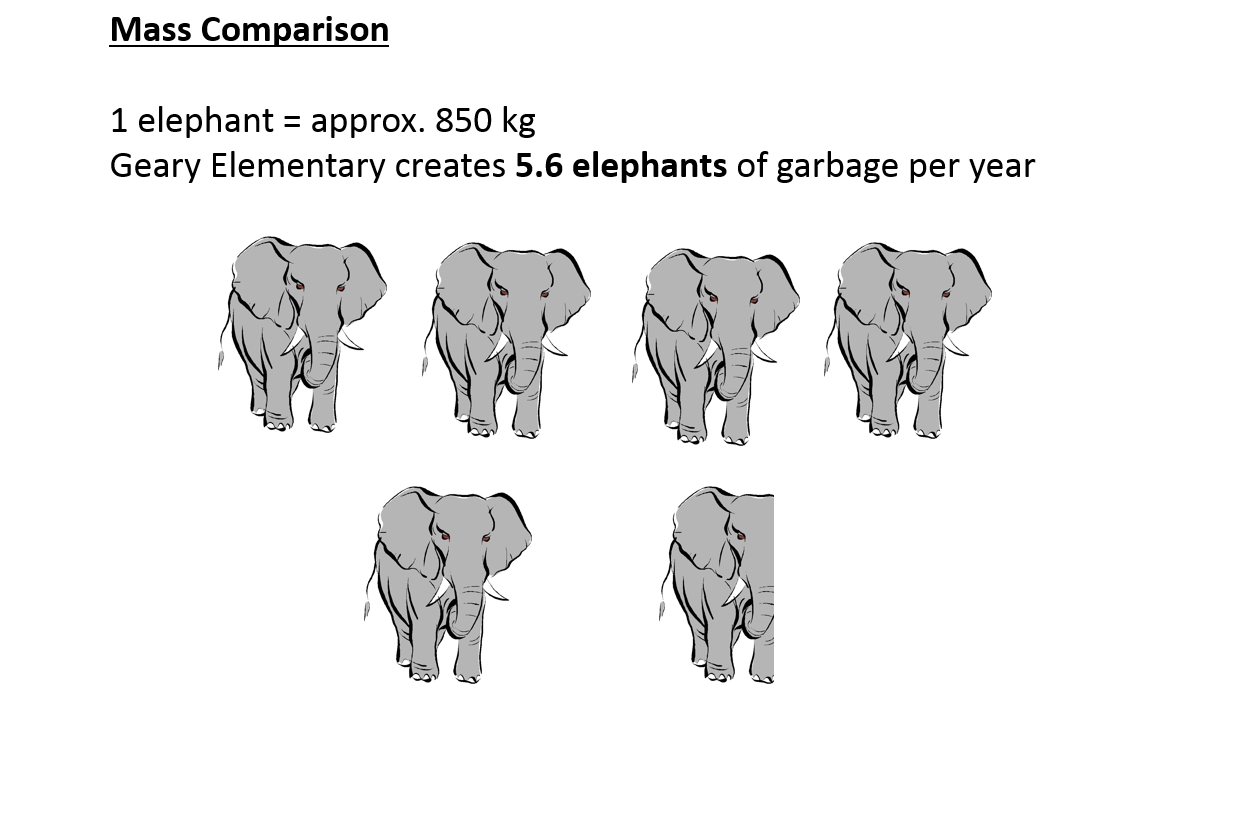 Mass Comparison
1 elephant = approx. 850 kg
Geary Elementary creates 5.6 elephants of garbage per year